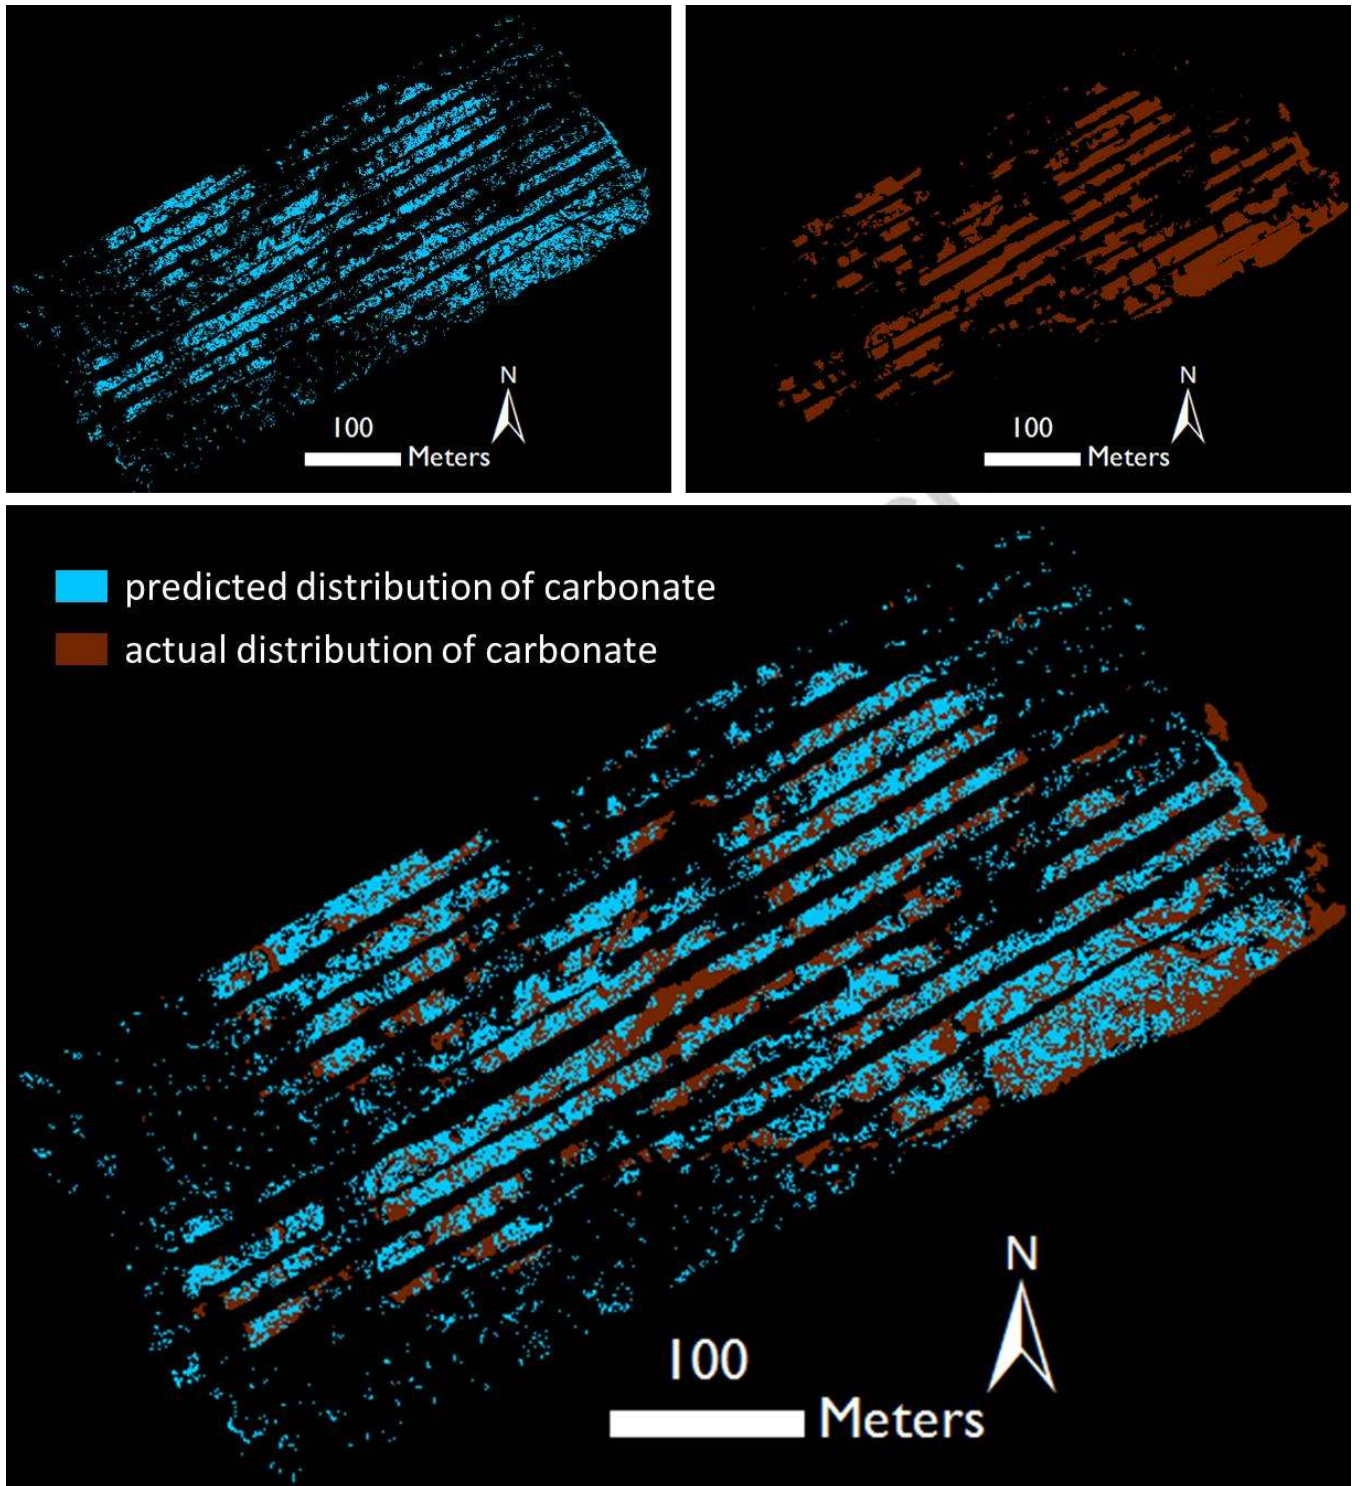 N
100
Meters
N
100
Meters
predicted distribution of carbonate
actual distribution of carbonate
N
100
Meters